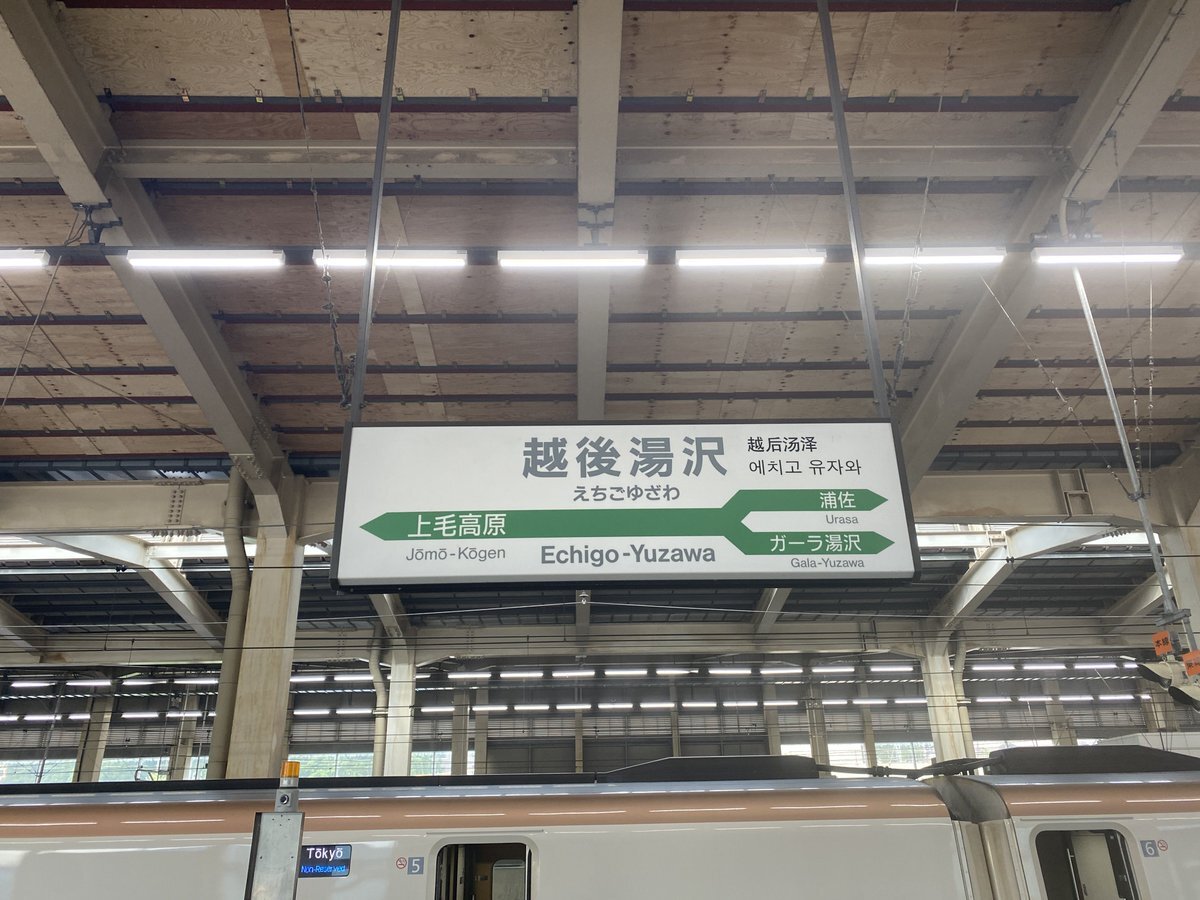 越後湯沢
越后汤泽
에치고 유자와
えちごゆざわ
上毛高原
Jōmō-Kōgen
Echigo-Yuzawa
浦佐
Urasa
ガーラ湯沢
Gala-Yuzawa
本線
Tōkyō
Non-Reserved
5
6